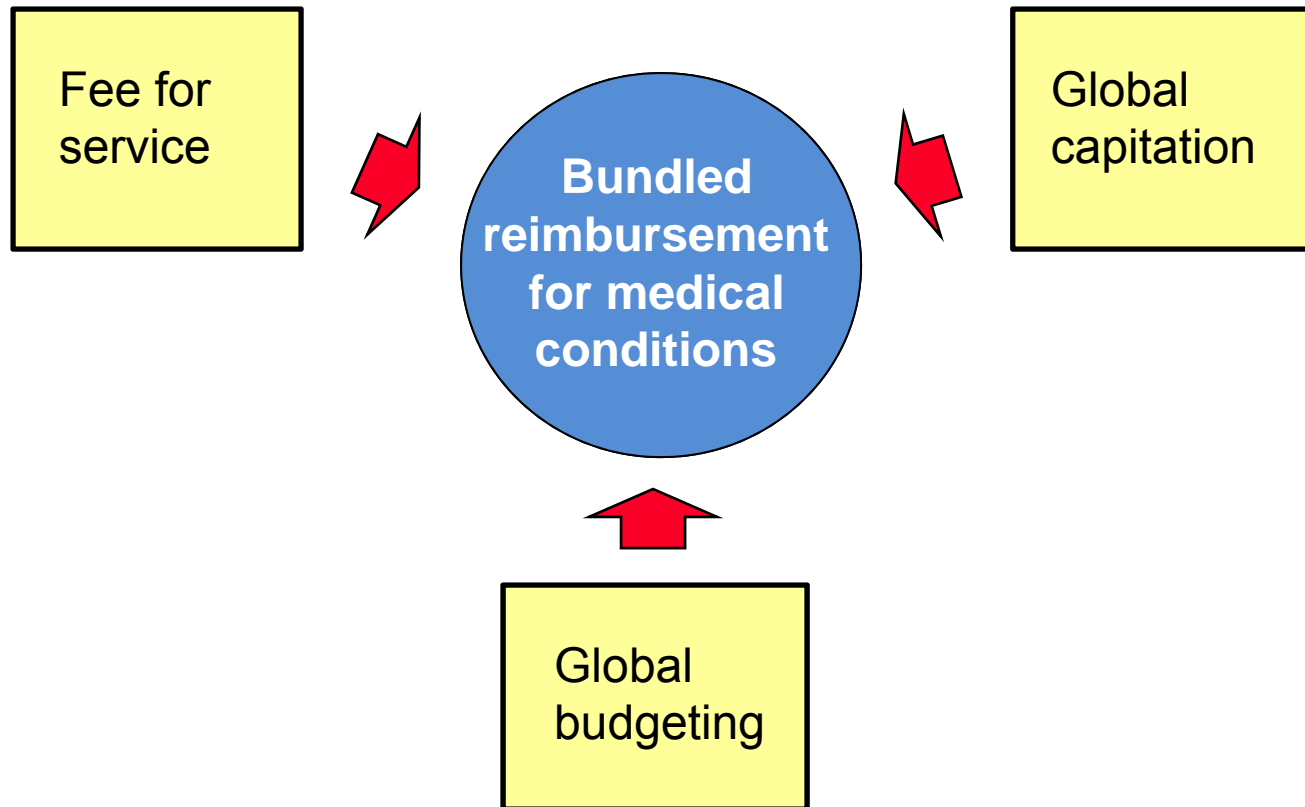 Fee for
service
Bundled
reimbursement
for medical
conditions
Global
capitation
Global
budgeting